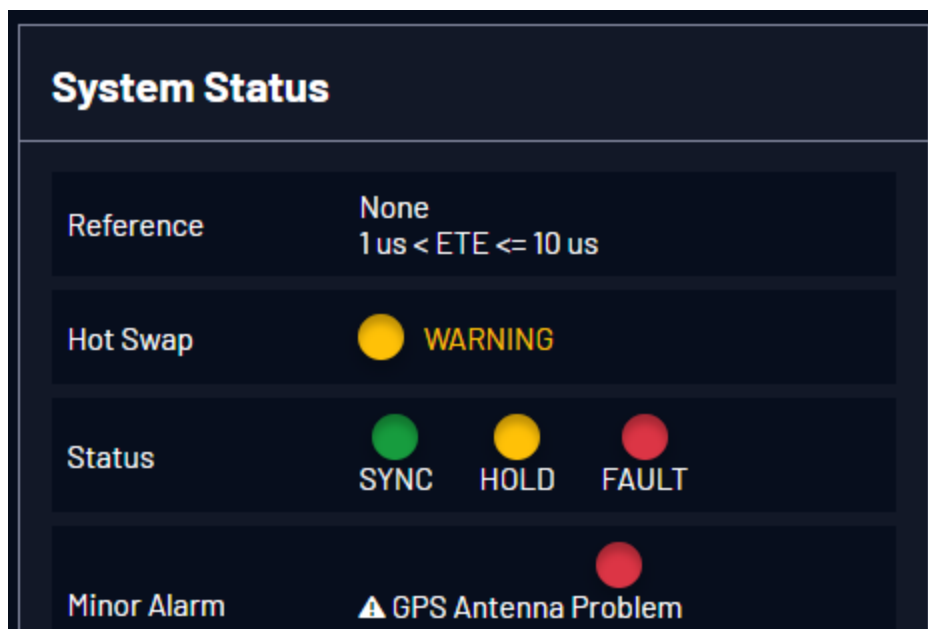 System Status
Reference
None
1 us < ETE <= 10 us
Hot Swap
WARNING
Status
SYNC HOLD FAULT
Minor Alarm
⚠ GPS Antenna Problem